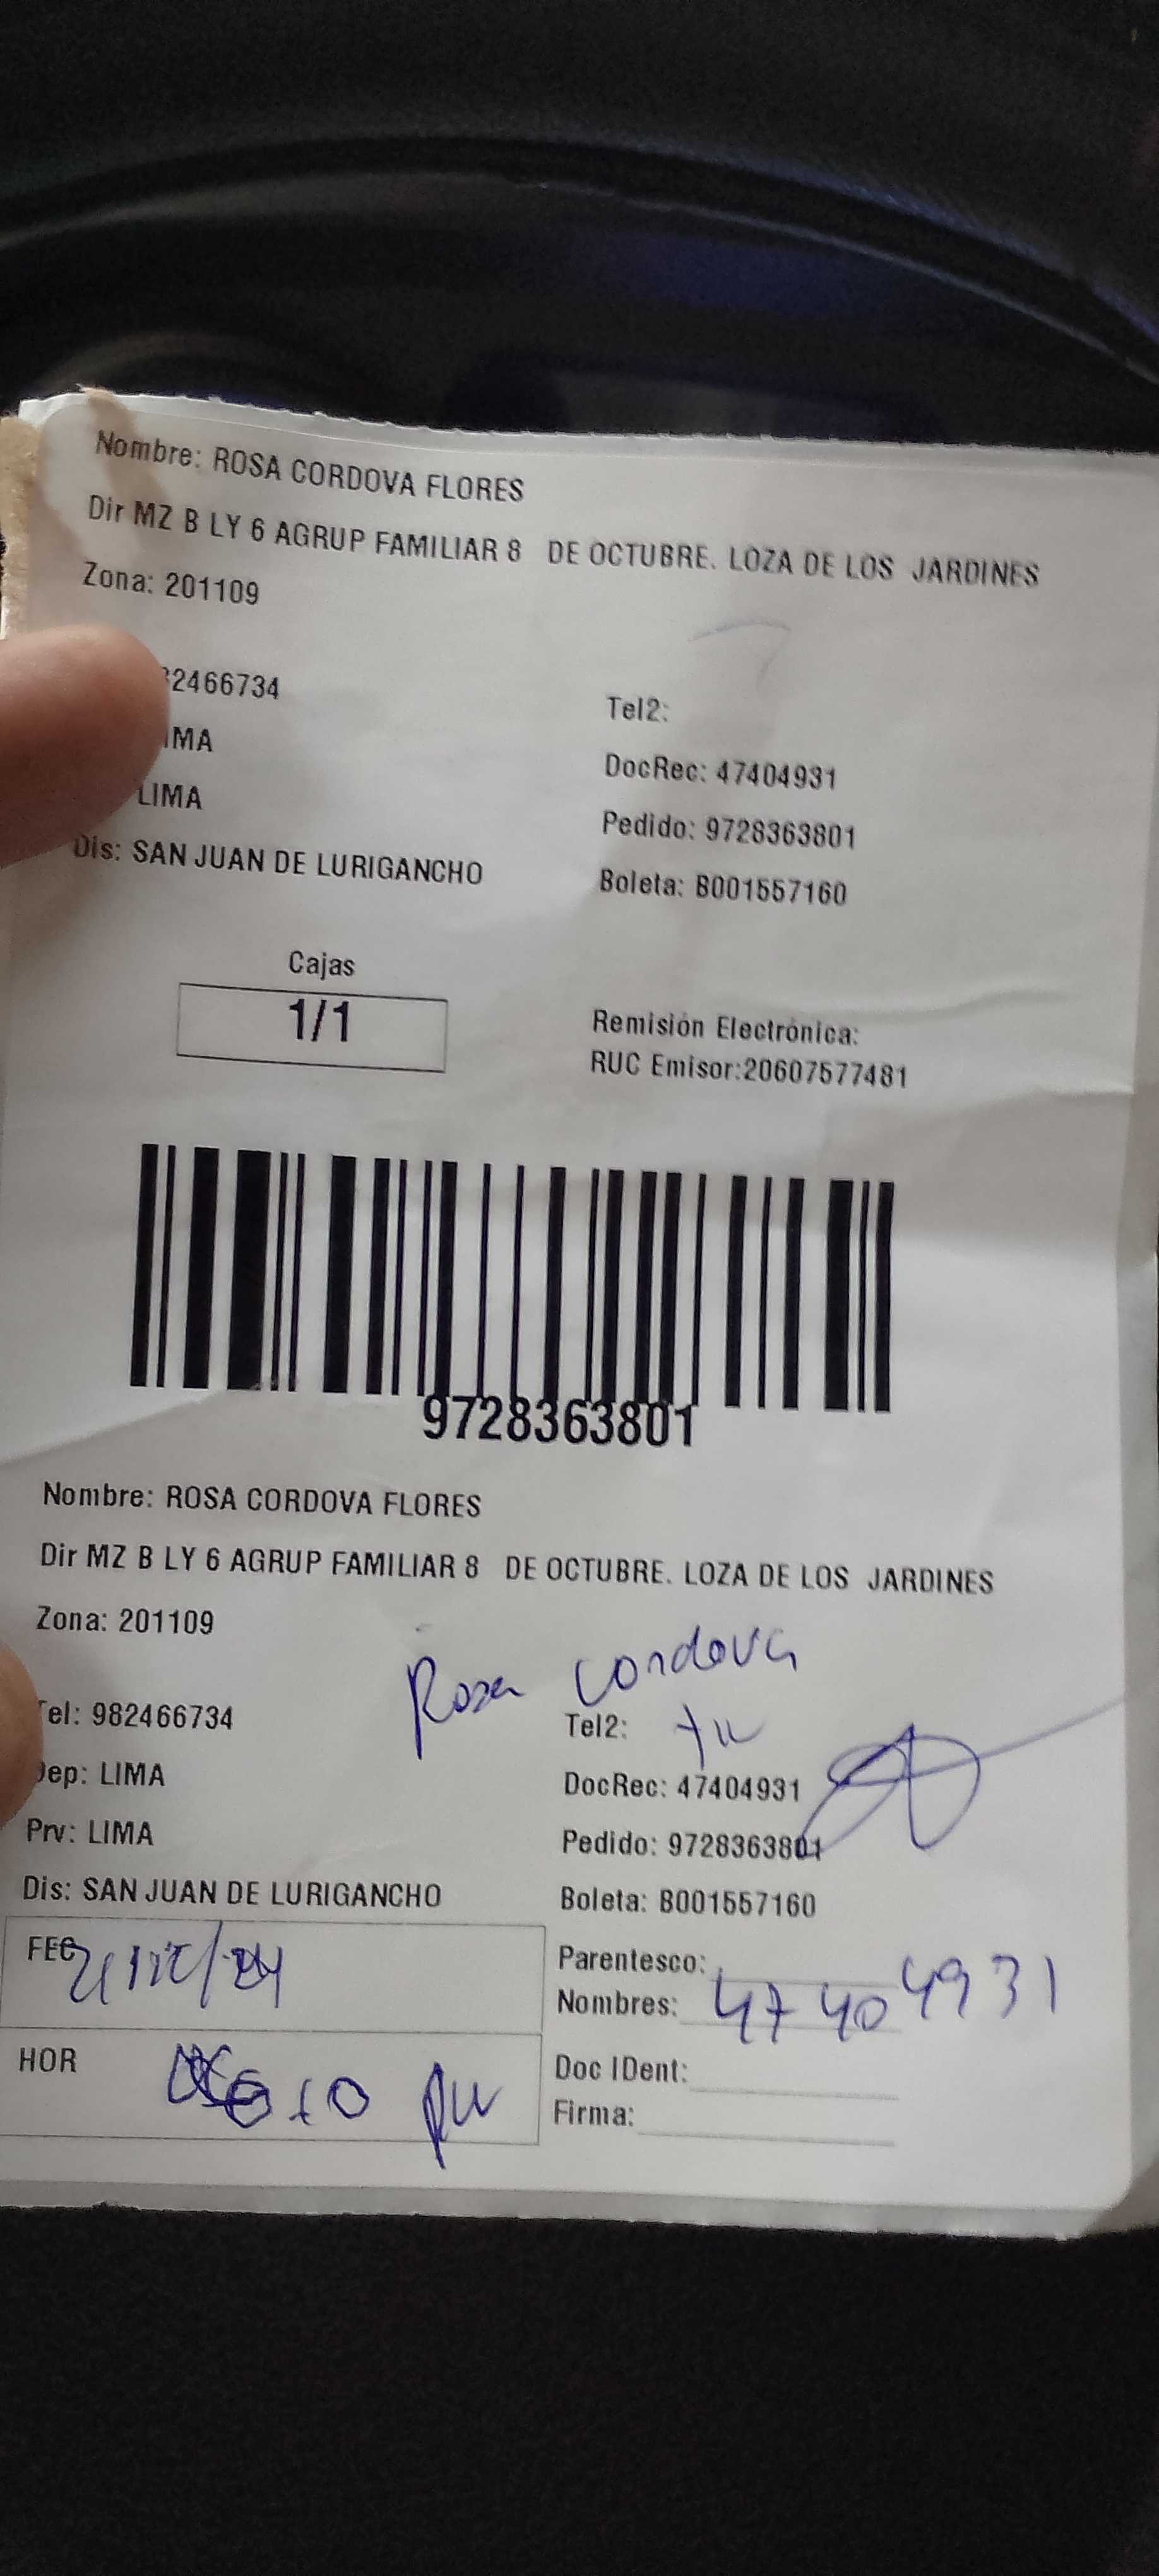 Nombre: ROSA CORDOVA FLORES
Dir MZ B LY 6 AGRUP FAMILIAR 8 DE OCTUBRE. LOZA DE LOS JARDINES
Zona: 201109
2466734
Tel2:
IMA
DocRec: 47404931
LIMA
Pedido: 9728363801
Dis: SAN JUAN DE LURIGANCHO
Boleta: B001557160
Cajas
1/1
Remisión Electrónica:
RUC Emisor:20607577481
9728363801
Nombre: ROSA CORDOVA FLORES
Dir MZ B LY 6 AGRUP FAMILIAR 8 DE OCTUBRE. LOZA DE LOS JARDINES
Zona: 201109
Rosa Cordova
Tel: 982466734
Tel2:
Dep: LIMA
DocRec: 47404931
Prv: LIMA
Pedido: 9728363801
Dis: SAN JUAN DE LURIGANCHO
Boleta: B001557160
FEC
Parentesco:
Nombres: 47404931
HOR
Doc IDent:
Firma: